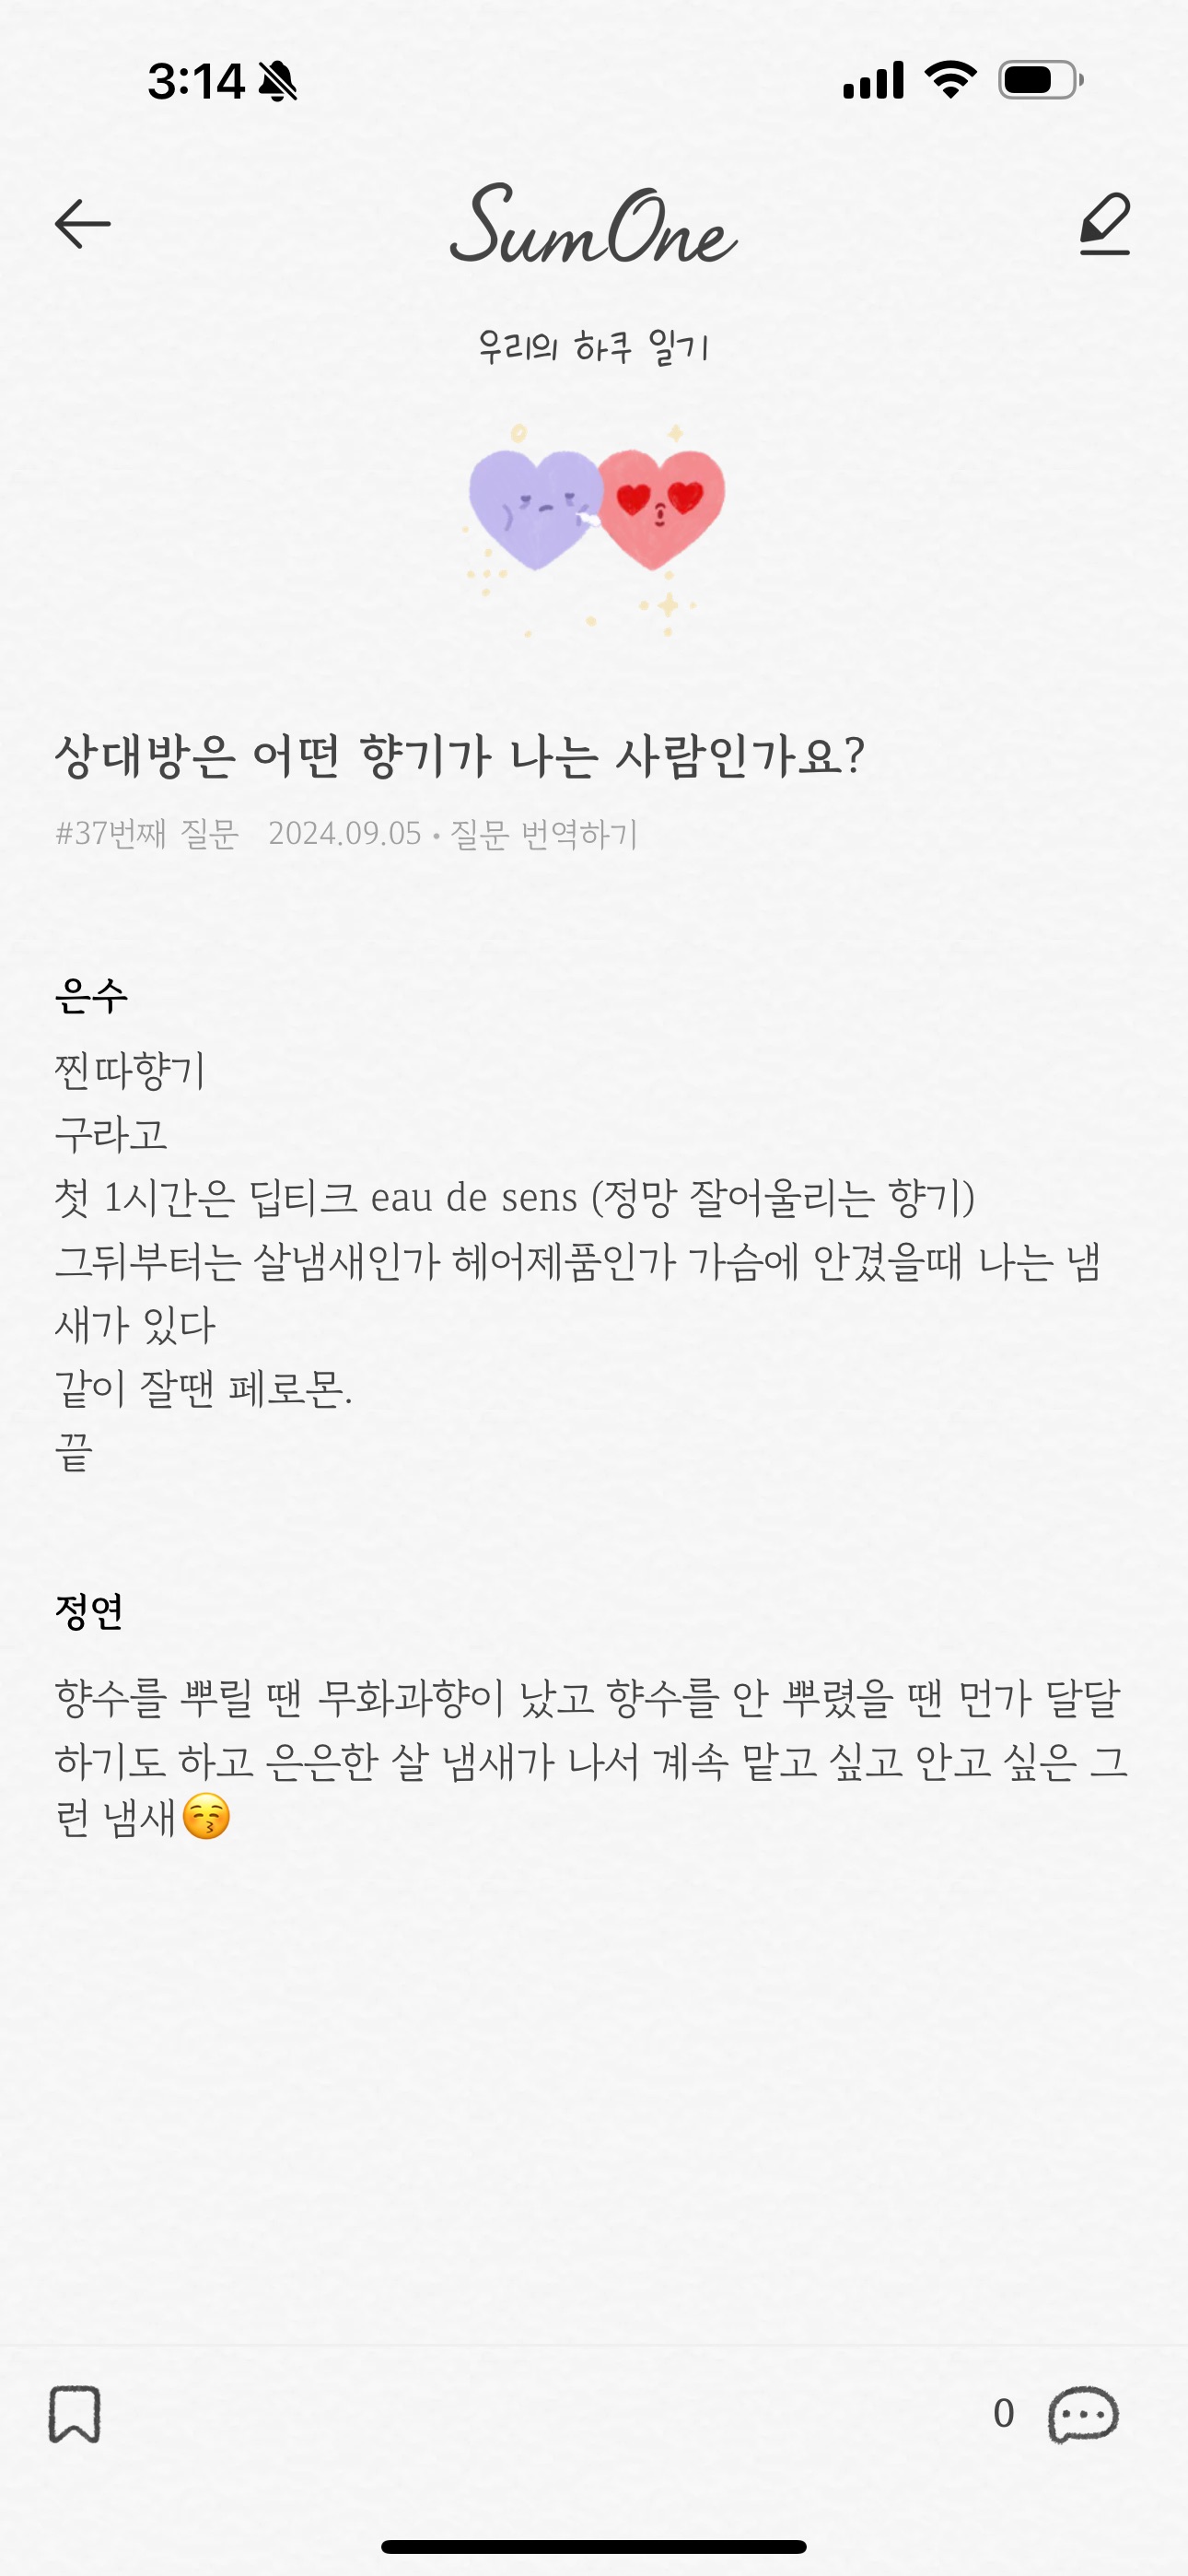 3:14
SumOne
우리의 하루 일기
상대방은 어떤 향기가 나는 사람인가요?
#37번째 질문 2024.09.05 • 질문 번역하기
은수
찐따향기
구라고
첫 1시간은 딥티크 eau de sens (정망 잘어울리는 향기)
그뒤부터는 살냄새인가 헤어제품인가 가슴에 안겼을때 나는 냄
새가 있다
같이 잘땐 페로몬.
끝
정연
향수를 뿌릴 땐 무화과향이 났고 향수를 안 뿌렸을 땐 먼가 달달
하기도 하고 은은한 살 냄새가 나서 계속 맡고 싶고 안고 싶은 그
런 냄새😚
0